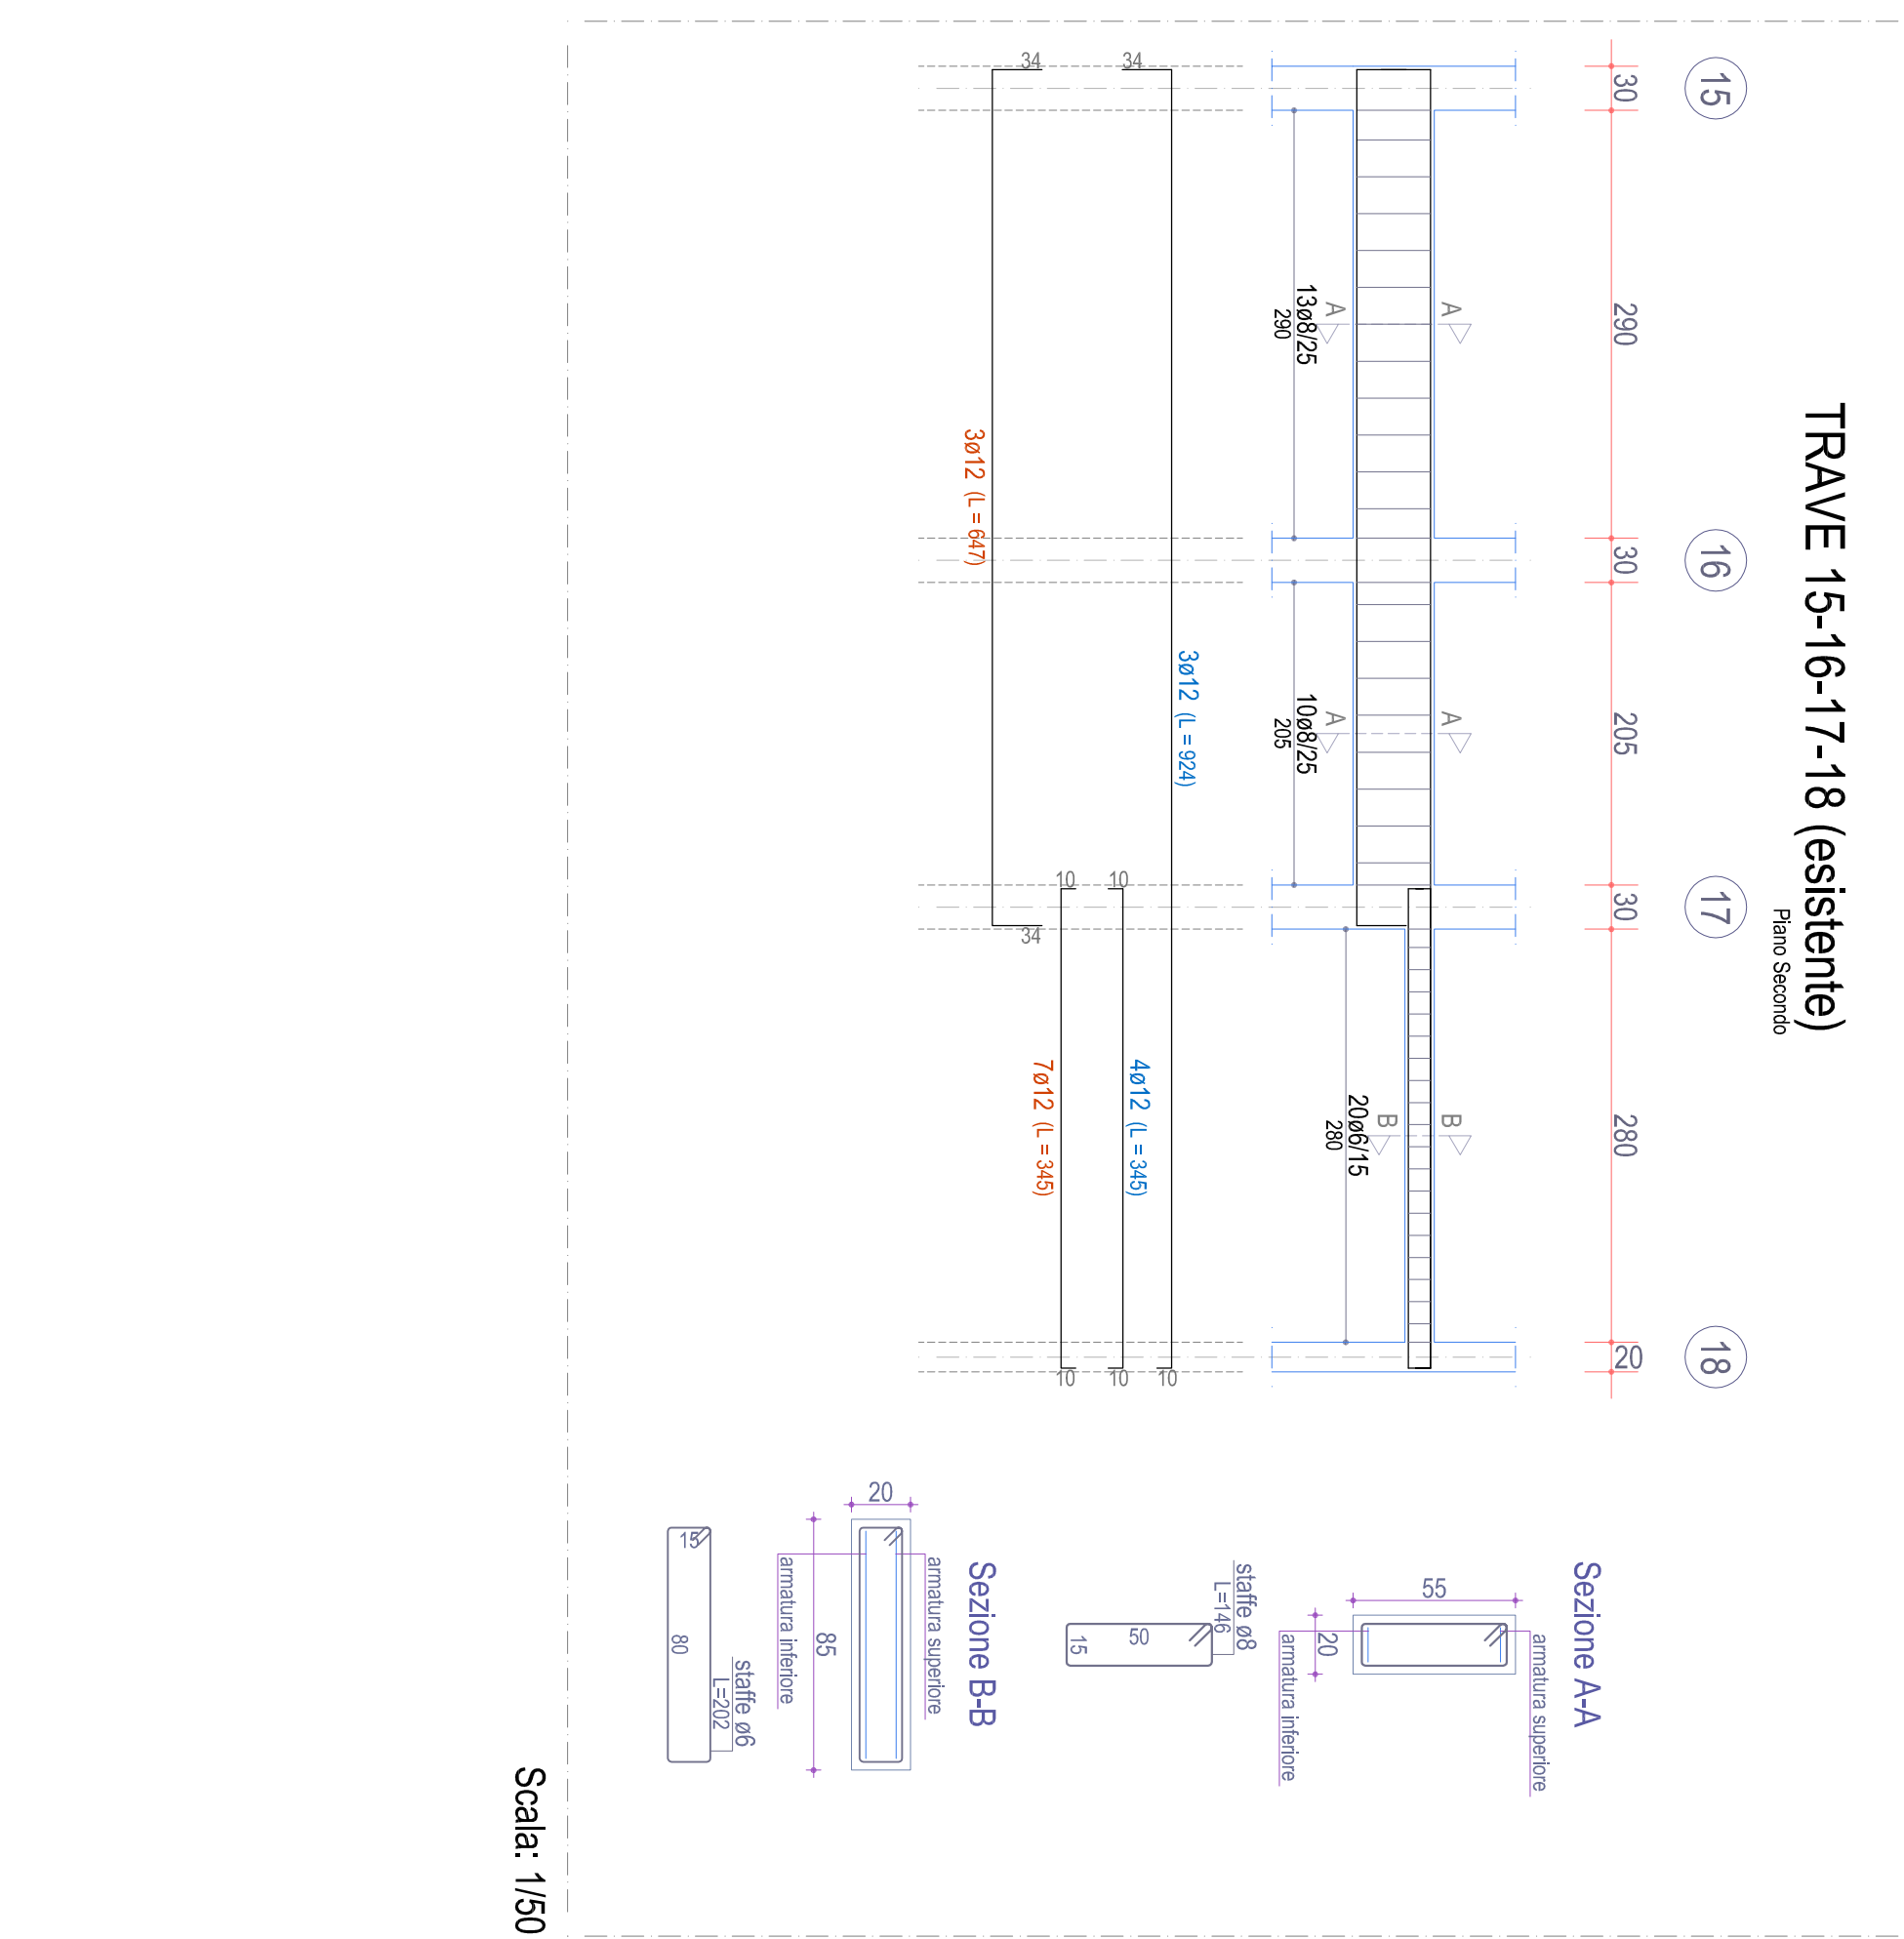 TRAVE 15-16-17-18 (esistente)
Piano Secondo
15 16 17 18
30 290 30 205 30 280 20
A A B
A A B
13ø8/25
290
10ø8/25
205
20ø6/15
280
3ø12 (L = 924)
34
10
4ø12 (L = 345)
10
10
7ø12 (L = 345)
10
10
3ø12 (L = 647)
34
34
Sezione A-A
armatura superiore
55
20
armatura inferiore
staffe ø8
L=146
50
15
Sezione B-B
armatura superiore
20
85
armatura inferiore
staffe ø6
L=202
15
80
Scala: 1/50